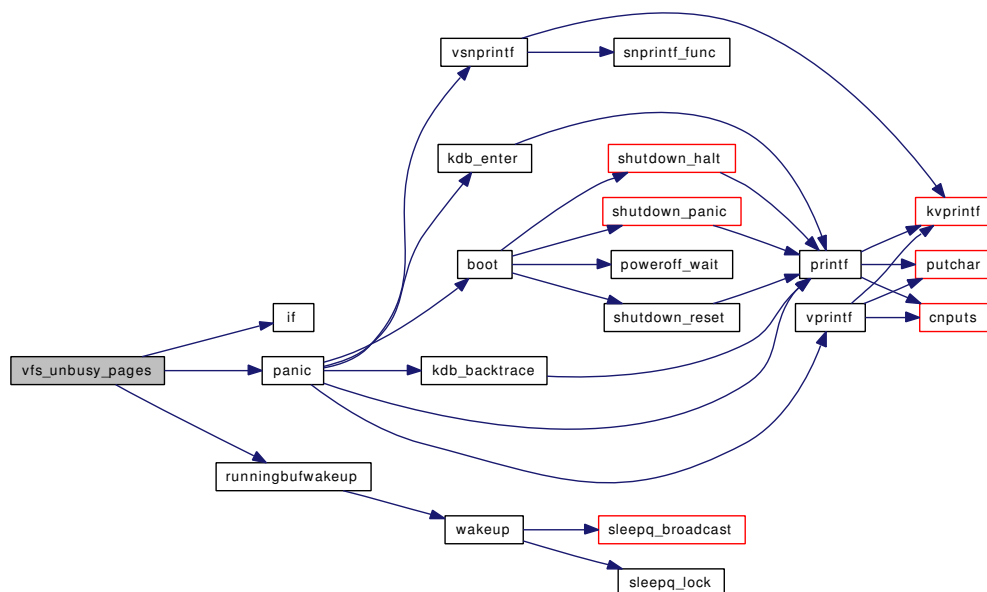 vsnprintf
snprintf_func
kdb_enter
shutdown_halt
shutdown_panic
kvprintf
boot
poweroff_wait
printf
putchar
if
shutdown_reset
vprintf
cnputs
vfs_unbusy_pages
panic
kdb_backtrace
runningbufwakeup
wakeup
sleepq_broadcast
sleepq_lock